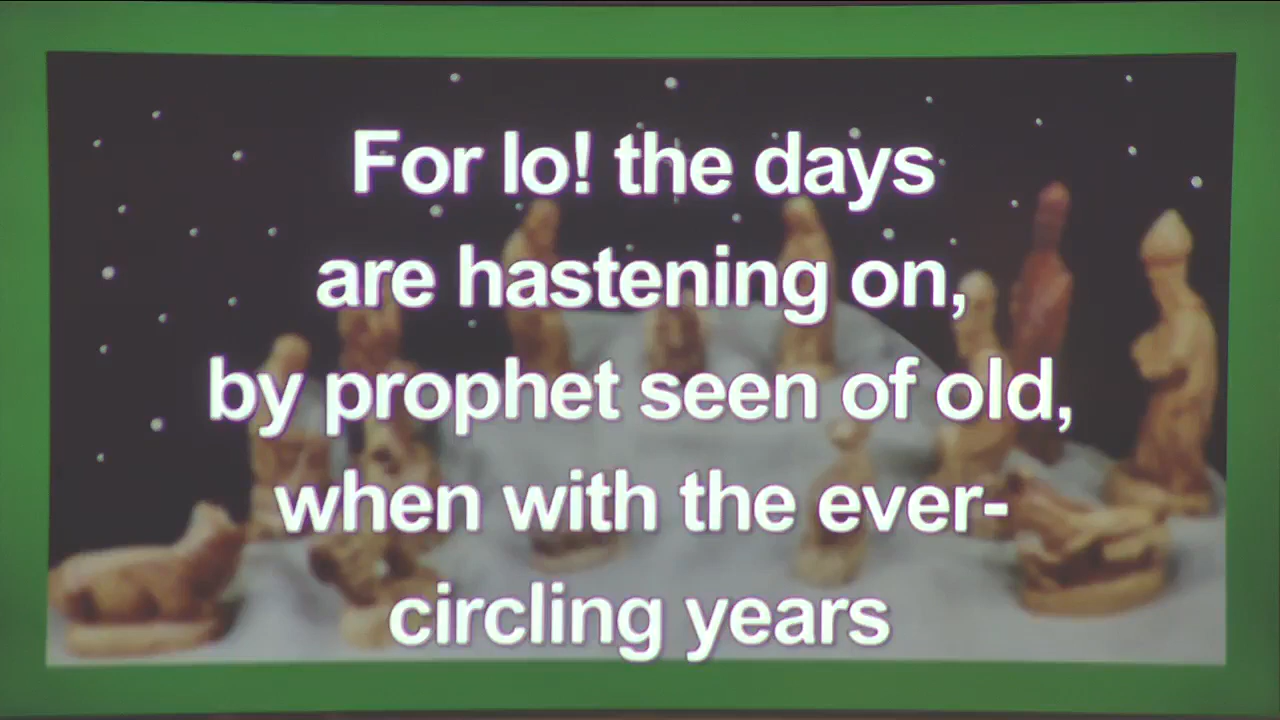 For lo! the days
are hastening on,
by prophet seen of old,
when with the ever-
circling years